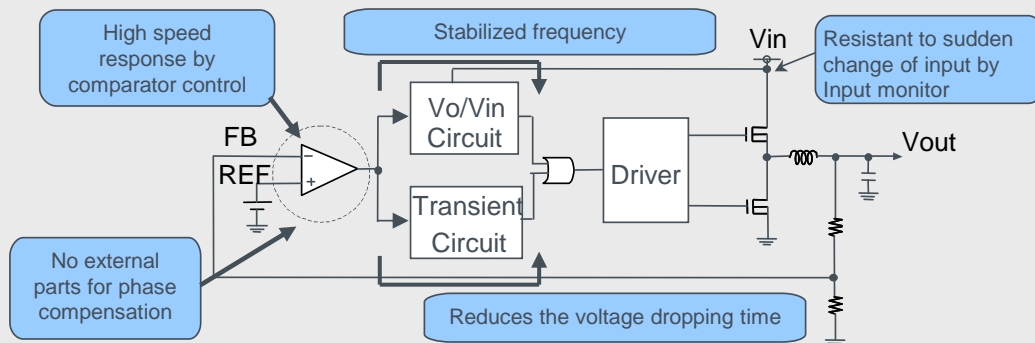 High speed
response by
comparator control
Stabilized frequency
Vin
Resistant to sudden
change of input by
Input monitor
Vo/Vin
Circuit
FB
REF
Driver
Vout
Transient
Circuit
No external
parts for phase
compensation
Reduces the voltage dropping time